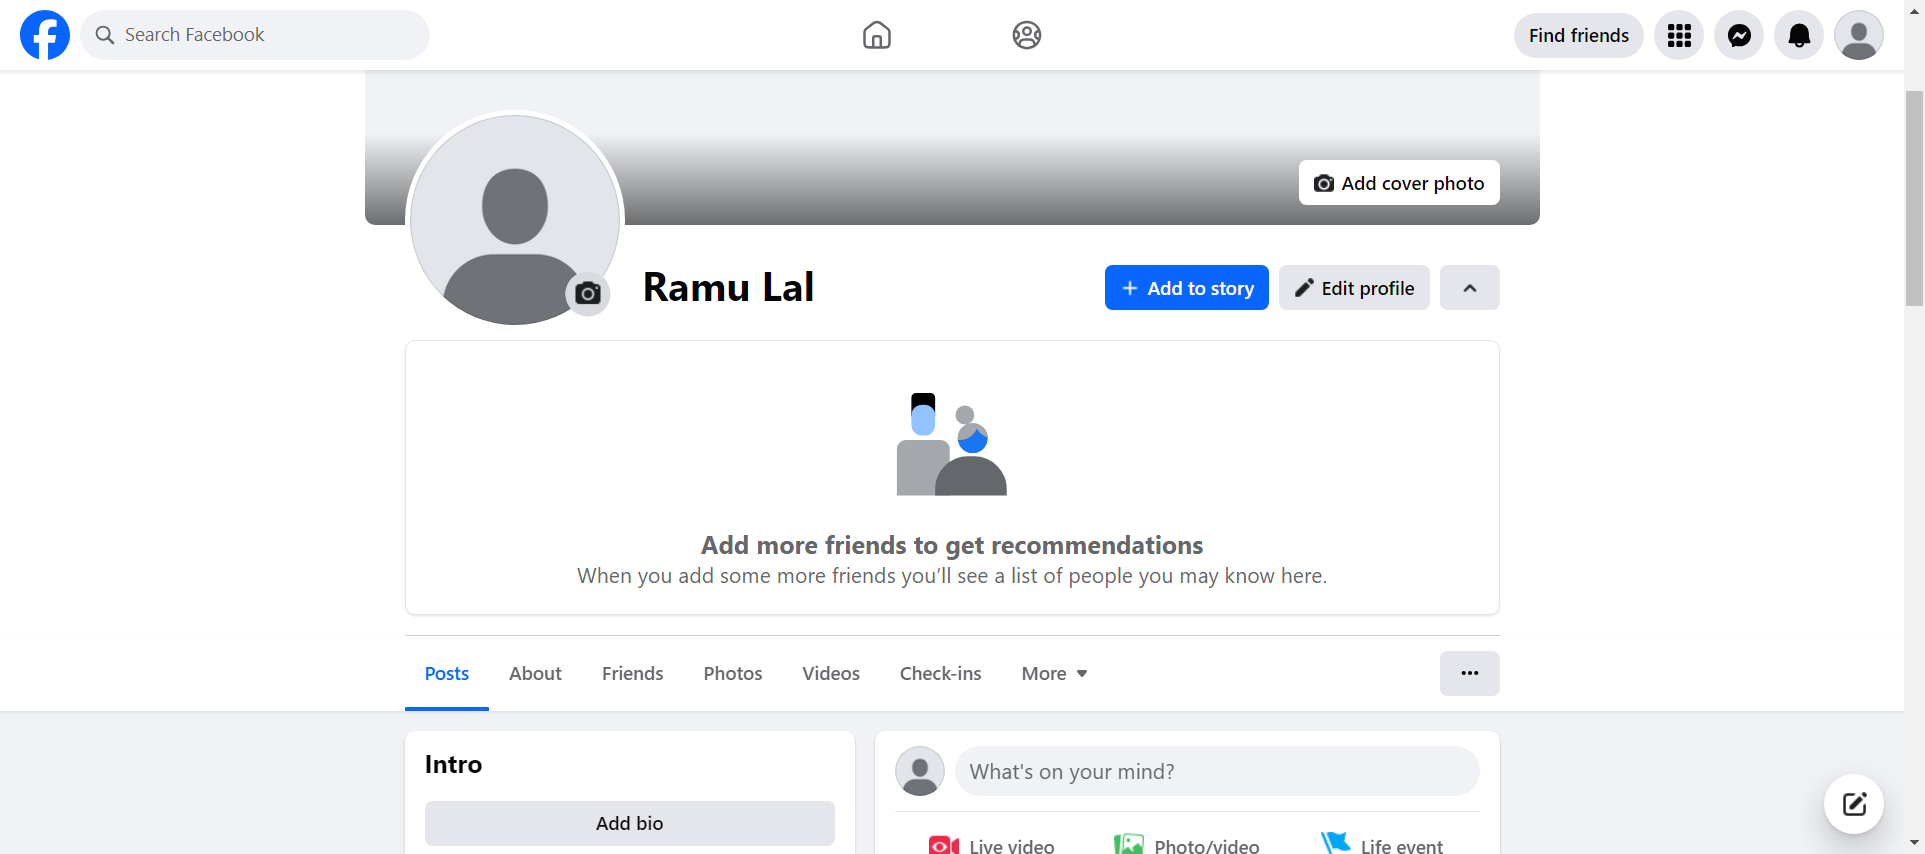 Search Facebook
Find friends
Add cover photo
Ramu Lal
Add to story
Edit profile
Add more friends to get recommendations
When you add some more friends you’ll see a list of people you may know here.
Posts About Friends Photos Videos Check-ins More
Intro
Add bio
What's on your mind?
Live video Photo/video Life event